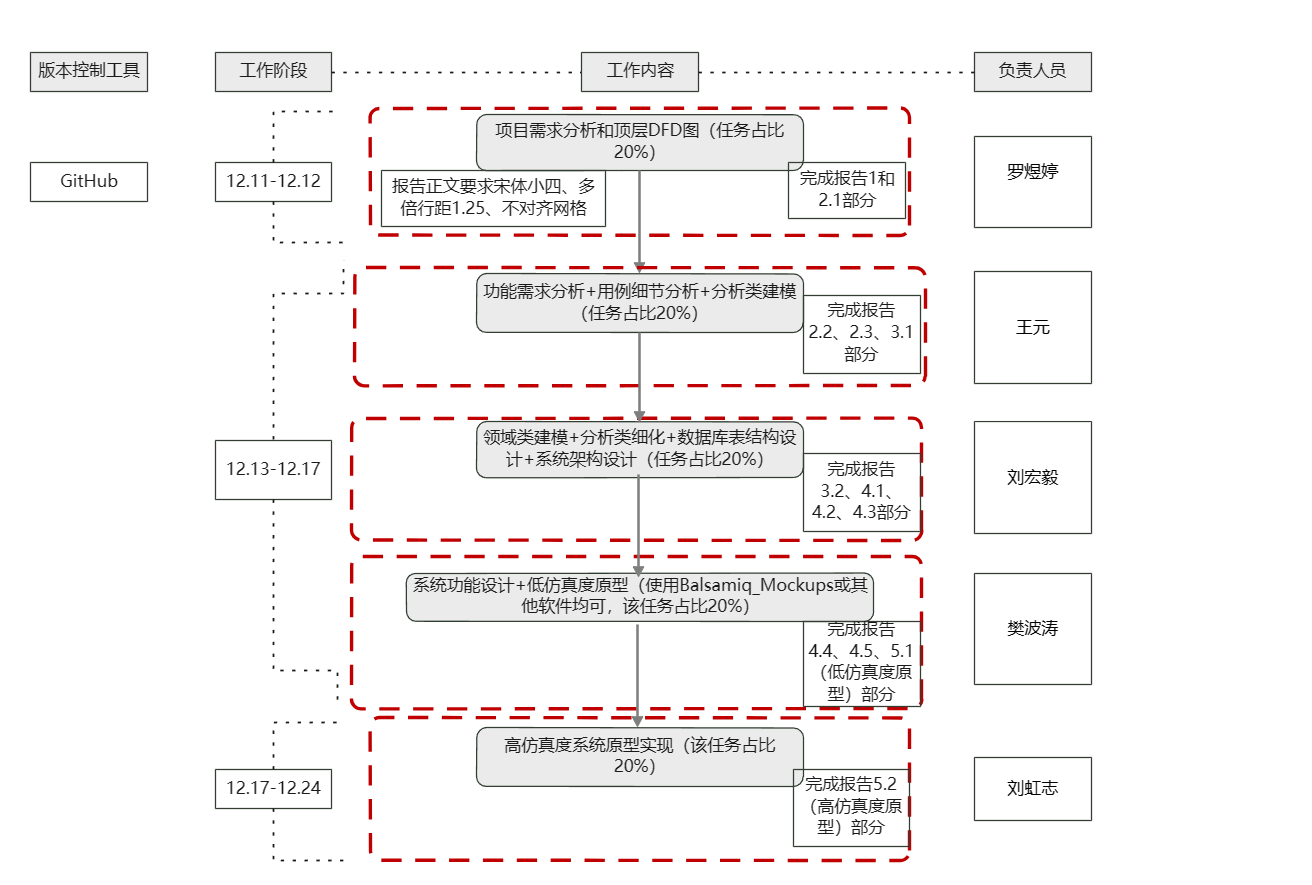 版本控制工具
工作阶段
工作内容
负责人员
GitHub
12.11-12.12
项目需求分析和顶层DFD图（任务占比
20%）
报告正文要求宋体小四、多
倍行距1.25、不对齐网格
完成报告1和
2.1部分
罗煜婷
功能需求分析+用例细节分析+分析类建模
（任务占比20%）
完成报告
2.2、2.3、3.1
部分
王元
12.13-12.17
领域类建模+分析类细化+数据库表结构设
计+系统架构设计（任务占比20%）
完成报告
3.2、4.1、
4.2、4.3部分
刘宏毅
系统功能设计+低仿真度原型（使用Balsamiq_Mockups或其
他软件均可，该任务占比20%）
完成报告
4.4、4.5、5.1
（低仿真度原
型）部分
樊波涛
12.17-12.24
高仿真度系统原型实现（该任务占比
20%）
完成报告5.2
（高仿真度原
型）部分
刘虹志